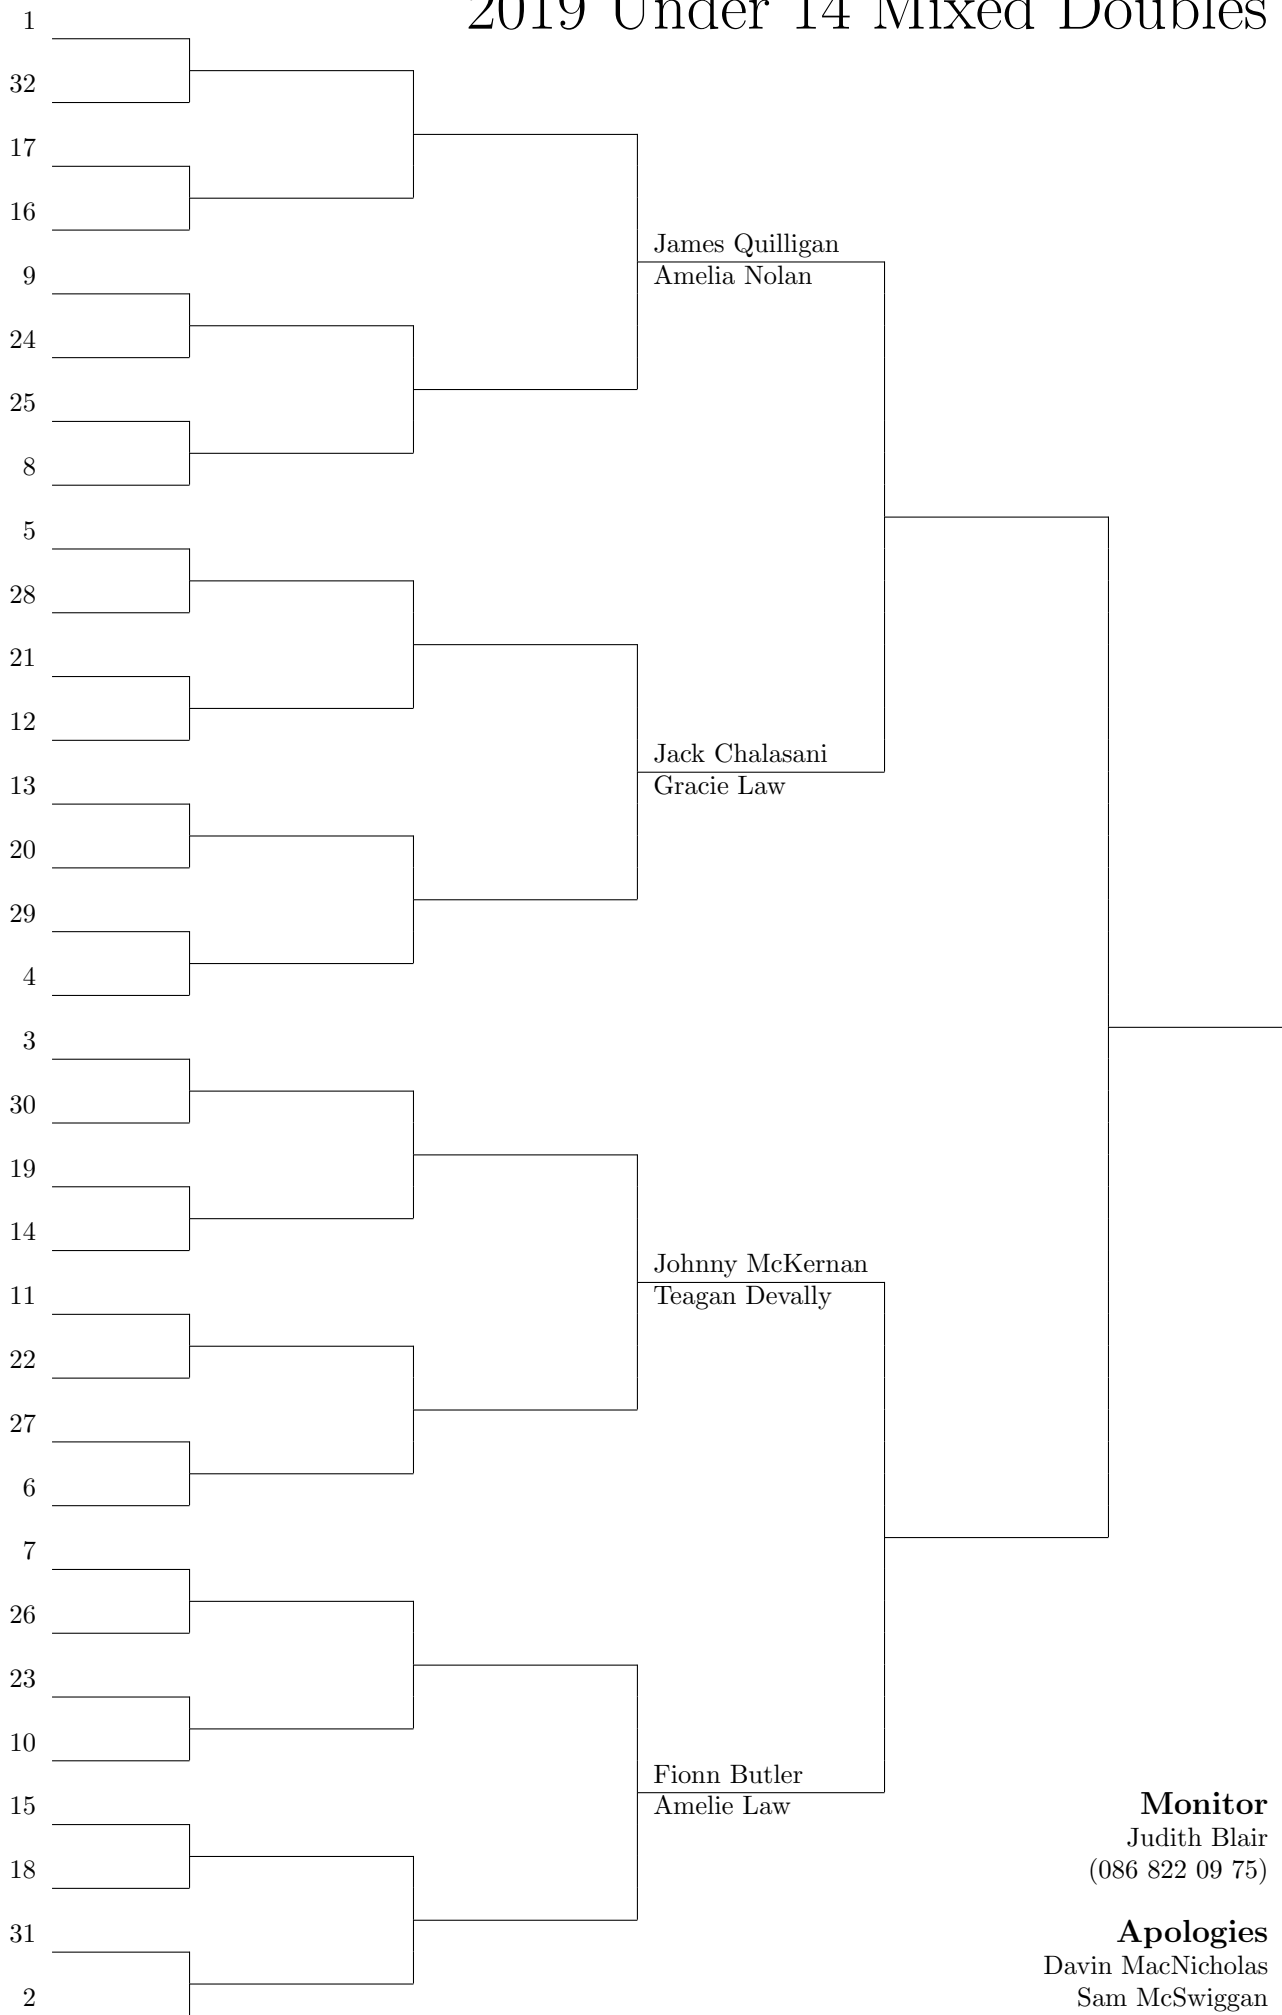 2019 Under 14 Mixed Doubles
1
32
17
16
James Quilligan
9
Amelia Nolan
24
25
8
5
28
21
12
Jack Chalasani
13
Gracie Law
20
29
4
3
30
19
14
Johnny McKernan
11
Teagan Devally
22
27
6
7
26
23
10
Fionn Butler
15
Amelie Law
Monitor
Judith Blair
18
(086 822 09 75)
31
Apologies
Davin MacNicholas
2
Sam McSwiggan